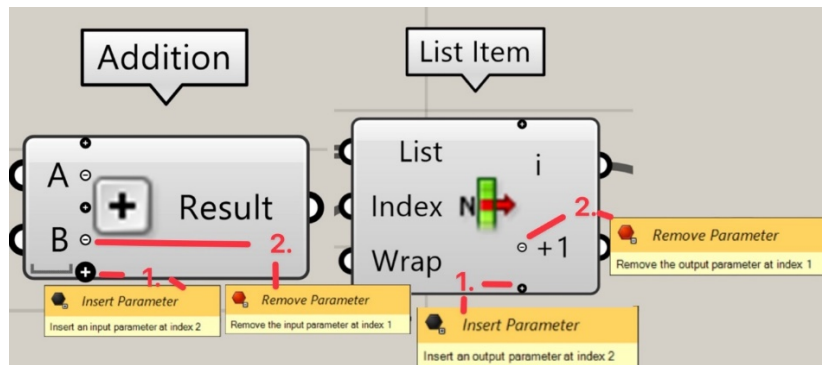 Addition
List Item
A
B
Result
List
Index
Wrap
N
i
+1
1.
2.
1.
2.
Insert Parameter
Insert an input parameter at index 2
Remove Parameter
Remove the input parameter at index 1
Insert Parameter
Insert an output parameter at index 2
Remove Parameter
Remove the output parameter at index 1